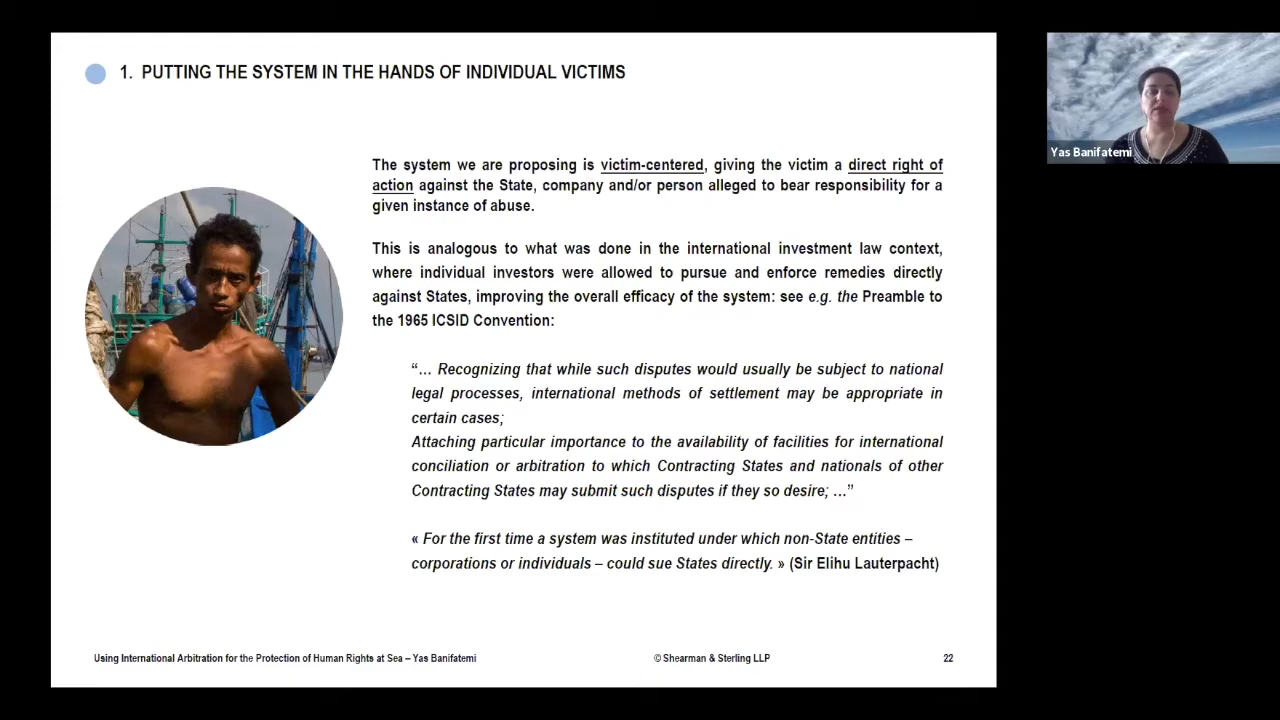 1. PUTTING THE SYSTEM IN THE HANDS OF INDIVIDUAL VICTIMS
Yas Banifatemi
The system we are proposing is victim-centered, giving the victim a direct right of
action against the State, company and/or person alleged to bear responsibility for a
given instance of abuse.
This is analogous to what was done in the international investment law context,
where individual investors were allowed to pursue and enforce remedies directly
against States, improving the overall efficacy of the system: see e.g. the Preamble to
the 1965 ICSID Convention:
“... Recognizing that while such disputes would usually be subject to national
legal processes, international methods of settlement may be appropriate in
certain cases;
Attaching particular importance to the availability of facilities for international
conciliation or arbitration to which Contracting States and nationals of other
Contracting States may submit such disputes if they so desire; ...”
« For the first time a system was instituted under which non-State entities –
corporations or individuals – could sue States directly. » (Sir Elihu Lauterpacht)
Using International Arbitration for the Protection of Human Rights at Sea – Yas Banifatemi
© Shearman & Sterling LLP
22